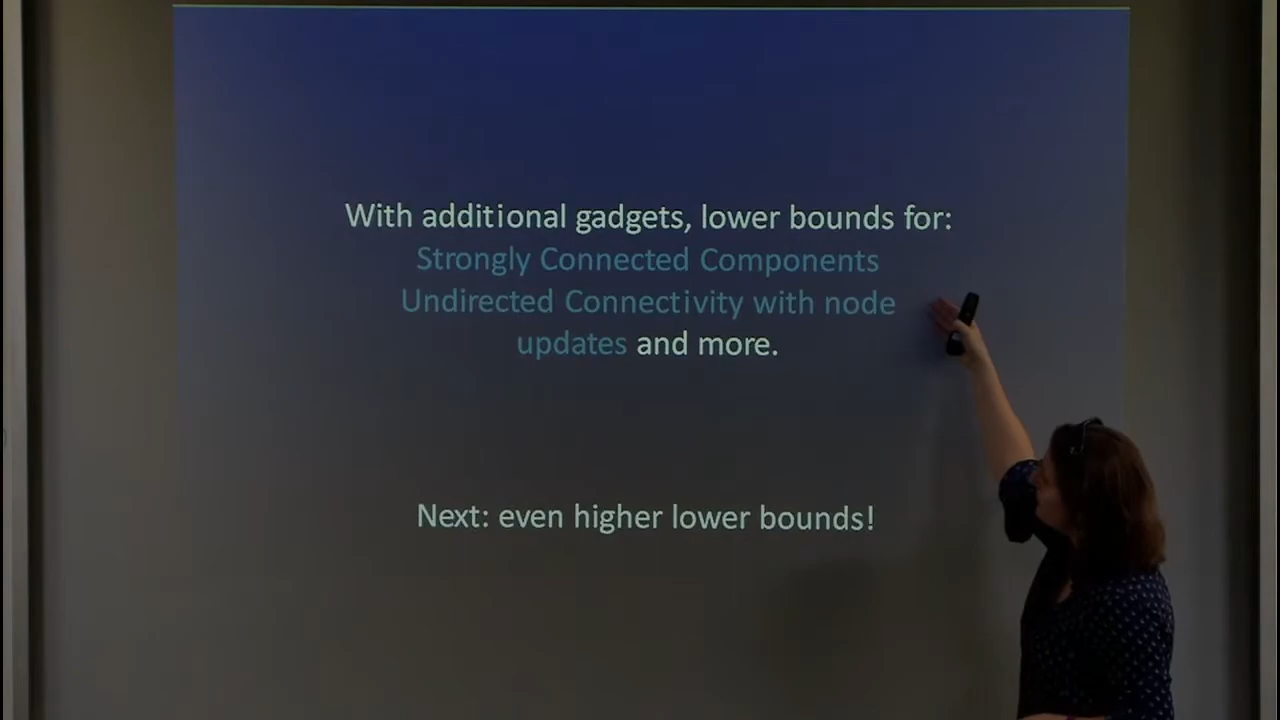 With additional gadgets, lower bounds for:
Strongly Connected Components
Undirected Connectivity with node
updates and more.
Next: even higher lower bounds!